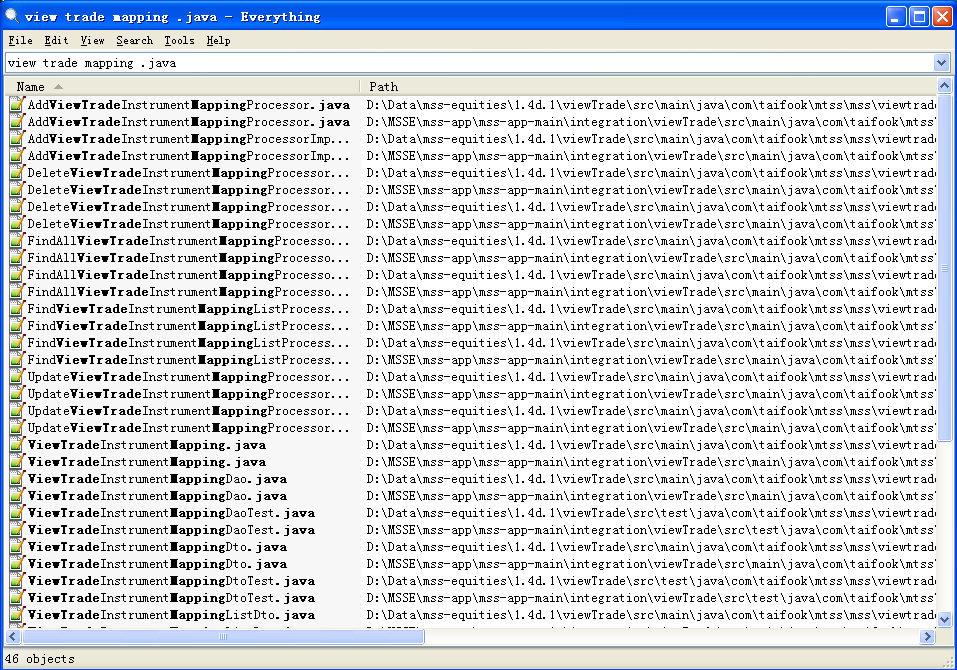 view trade mapping .java - Everything
File Edit View Search Tools Help
view trade mapping .java
Name Path
AddViewTradeInstrumentMappingProcessor.java D:\Data\mss-equities\1.4d.1\viewTrade\src\main\java\com\taifook\mtss\mss\viewtrade
AddViewTradeInstrumentMappingProcessor.java D:\MSSE\mss-app\mss-app-main\integration\viewTrade\src\main\java\com\taifook\mtss\
AddViewTradeInstrumentMappingProcessorImp... D:\Data\mss-equities\1.4d.1\viewTrade\src\main\java\com\taifook\mtss\mss\viewtrade
AddViewTradeInstrumentMappingProcessorImp... D:\MSSE\mss-app\mss-app-main\integration\viewTrade\src\main\java\com\taifook\mtss\
DeleteViewTradeInstrumentMappingProcessor... D:\Data\mss-equities\1.4d.1\viewTrade\src\main\java\com\taifook\mtss\mss\viewtrade
DeleteViewTradeInstrumentMappingProcessor... D:\MSSE\mss-app\mss-app-main\integration\viewTrade\src\main\java\com\taifook\mtss\
DeleteViewTradeInstrumentMappingProcessor... D:\Data\mss-equities\1.4d.1\viewTrade\src\main\java\com\taifook\mtss\mss\viewtrade
DeleteViewTradeInstrumentMappingProcessor... D:\MSSE\mss-app\mss-app-main\integration\viewTrade\src\main\java\com\taifook\mtss\
FindAllViewTradeInstrumentMappingProcesso... D:\Data\mss-equities\1.4d.1\viewTrade\src\main\java\com\taifook\mtss\mss\viewtrade
FindAllViewTradeInstrumentMappingProcesso... D:\MSSE\mss-app\mss-app-main\integration\viewTrade\src\main\java\com\taifook\mtss\
FindAllViewTradeInstrumentMappingProcesso... D:\Data\mss-equities\1.4d.1\viewTrade\src\main\java\com\taifook\mtss\mss\viewtrade
FindAllViewTradeInstrumentMappingProcesso... D:\MSSE\mss-app\mss-app-main\integration\viewTrade\src\main\java\com\taifook\mtss\
FindViewTradeInstrumentMappingListProcess... D:\Data\mss-equities\1.4d.1\viewTrade\src\main\java\com\taifook\mtss\mss\viewtrade
FindViewTradeInstrumentMappingListProcess... D:\MSSE\mss-app\mss-app-main\integration\viewTrade\src\main\java\com\taifook\mtss\
FindViewTradeInstrumentMappingListProcess... D:\Data\mss-equities\1.4d.1\viewTrade\src\main\java\com\taifook\mtss\mss\viewtrade
FindViewTradeInstrumentMappingListProcess... D:\MSSE\mss-app\mss-app-main\integration\viewTrade\src\main\java\com\taifook\mtss\
UpdateViewTradeInstrumentMappingProcessor... D:\Data\mss-equities\1.4d.1\viewTrade\src\main\java\com\taifook\mtss\mss\viewtrade
UpdateViewTradeInstrumentMappingProcessor... D:\MSSE\mss-app\mss-app-main\integration\viewTrade\src\main\java\com\taifook\mtss\
UpdateViewTradeInstrumentMappingProcessor... D:\Data\mss-equities\1.4d.1\viewTrade\src\main\java\com\taifook\mtss\mss\viewtrade
UpdateViewTradeInstrumentMappingProcessor... D:\MSSE\mss-app\mss-app-main\integration\viewTrade\src\main\java\com\taifook\mtss\
ViewTradeInstrumentMapping.java D:\Data\mss-equities\1.4d.1\viewTrade\src\main\java\com\taifook\mtss\mss\viewtrade
ViewTradeInstrumentMapping.java D:\MSSE\mss-app\mss-app-main\integration\viewTrade\src\main\java\com\taifook\mtss\
ViewTradeInstrumentMappingDao.java D:\Data\mss-equities\1.4d.1\viewTrade\src\main\java\com\taifook\mtss\mss\viewtrade
ViewTradeInstrumentMappingDao.java D:\MSSE\mss-app\mss-app-main\integration\viewTrade\src\main\java\com\taifook\mtss\
ViewTradeInstrumentMappingDaoTest.java D:\Data\mss-equities\1.4d.1\viewTrade\src\test\java\com\taifook\mtss\mss\viewtrade
ViewTradeInstrumentMappingDaoTest.java D:\MSSE\mss-app\mss-app-main\integration\viewTrade\src\test\java\com\taifook\mtss\
ViewTradeInstrumentMappingDto.java D:\Data\mss-equities\1.4d.1\viewTrade\src\main\java\com\taifook\mtss\mss\viewtrade
ViewTradeInstrumentMappingDto.java D:\MSSE\mss-app\mss-app-main\integration\viewTrade\src\main\java\com\taifook\mtss\
ViewTradeInstrumentMappingDtoTest.java D:\Data\mss-equities\1.4d.1\viewTrade\src\test\java\com\taifook\mtss\mss\viewtrade
ViewTradeInstrumentMappingDtoTest.java D:\MSSE\mss-app\mss-app-main\integration\viewTrade\src\test\java\com\taifook\mtss\
ViewTradeInstrumentMappingListDto.java D:\Data\mss-equities\1.4d.1\viewTrade\src\main\java\com\taifook\mtss\mss\viewtrade
46 objects